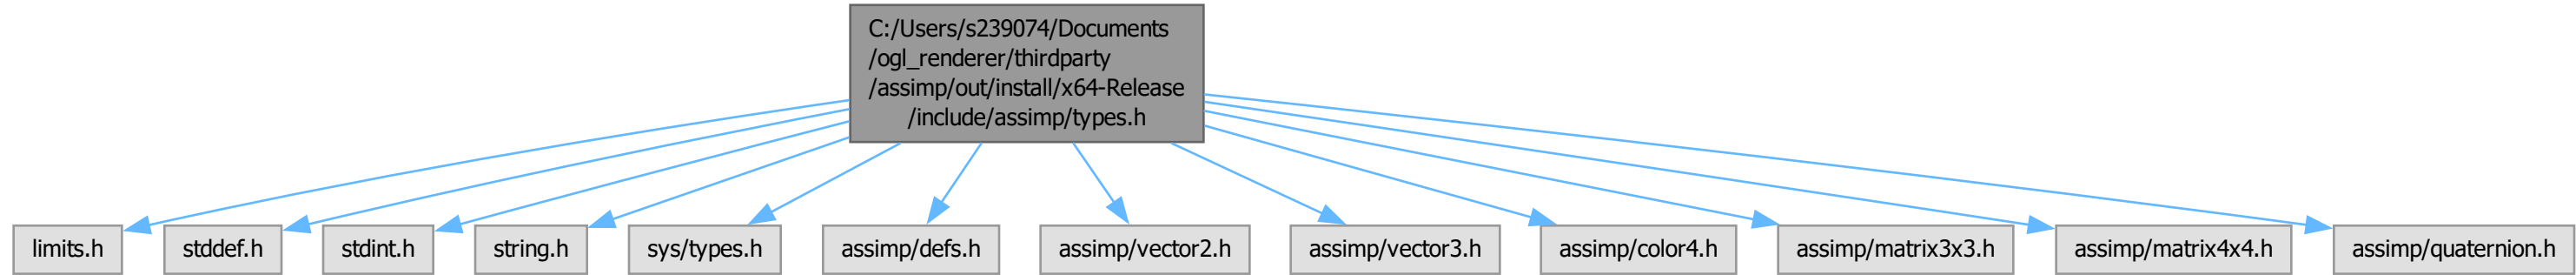 C:/Users/s239074/Documents
/ogl_renderer/thirdparty
/assimp/out/install/x64-Release
/include/assimp/types.h
limits.h
stddef.h
stdint.h
string.h
sys/types.h
assimp/defs.h
assimp/vector2.h
assimp/vector3.h
assimp/color4.h
assimp/matrix3x3.h
assimp/matrix4x4.h
assimp/quaternion.h